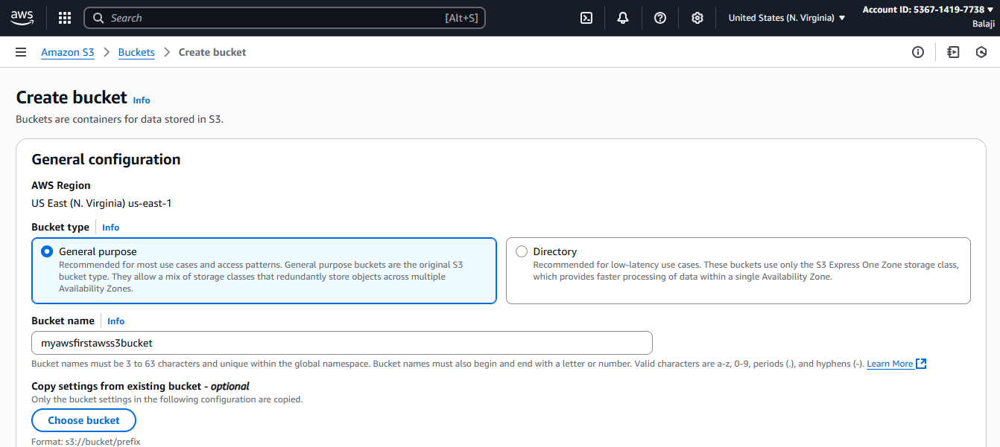 aws
Search [Alt+S]
United States (N. Virginia)
Account ID: 5367-1419-7738
Balaji
Amazon S3 > Buckets > Create bucket
Create bucket Info
Buckets are containers for data stored in S3.
General configuration
AWS Region
US East (N. Virginia) us-east-1
Bucket type Info
General purpose
Recommended for most use cases and access patterns. General purpose buckets are the original S3
bucket type. They allow a mix of storage classes that redundantly store objects across multiple
Availability Zones.
Directory
Recommended for low-latency use cases. These buckets use only the S3 Express One Zone storage class,
which provides faster processing of data within a single Availability Zone.
Bucket name Info
myawsfirstawss3bucket
Bucket names must be 3 to 63 characters and unique within the global namespace. Bucket names must also begin and end with a letter or number. Valid characters are a-z, 0-9, periods (.), and hyphens (-). Learn More
Copy settings from existing bucket - optional
Only the bucket settings in the following configuration are copied.
Choose bucket
Format: s3://bucket/prefix